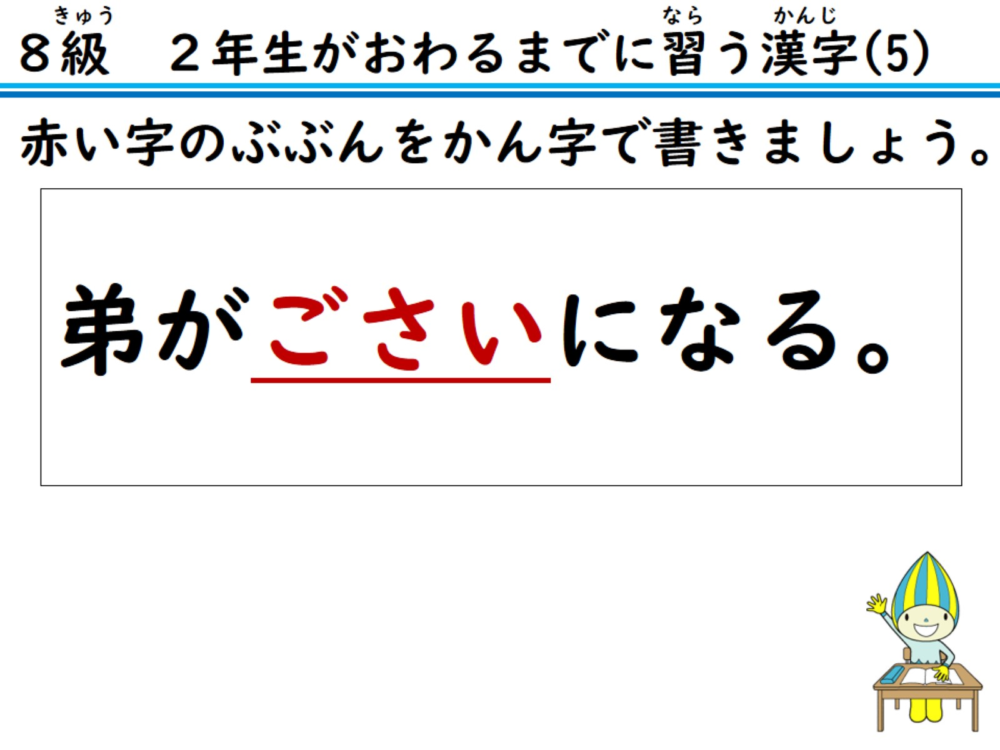 きゅう なら かんじ
８級　２年生がおわるまでに習う漢字(5)
赤い字のぶぶんをかん字で書きましょう。
弟がごさいになる。